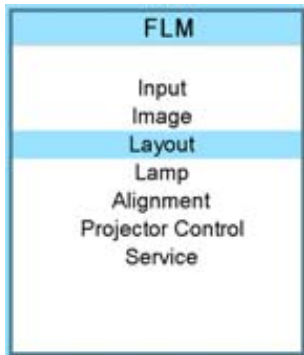 FLM
Input
Image
Layout
Lamp
Alignment
Projector Control
Service